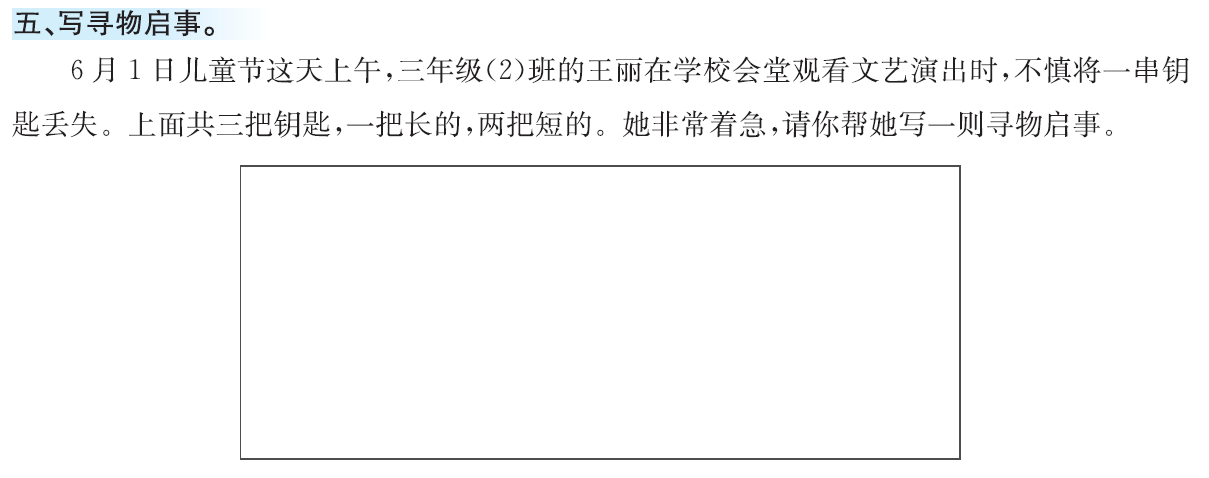 五、写寻物启事。
6月1日儿童节这天上午,三年级(2)班的王丽在学校会堂观看文艺演出时,不慎将一串钥
匙丢失。上面共三把钥匙,一把长的,两把短的。她非常着急,请你帮她写一则寻物启事。